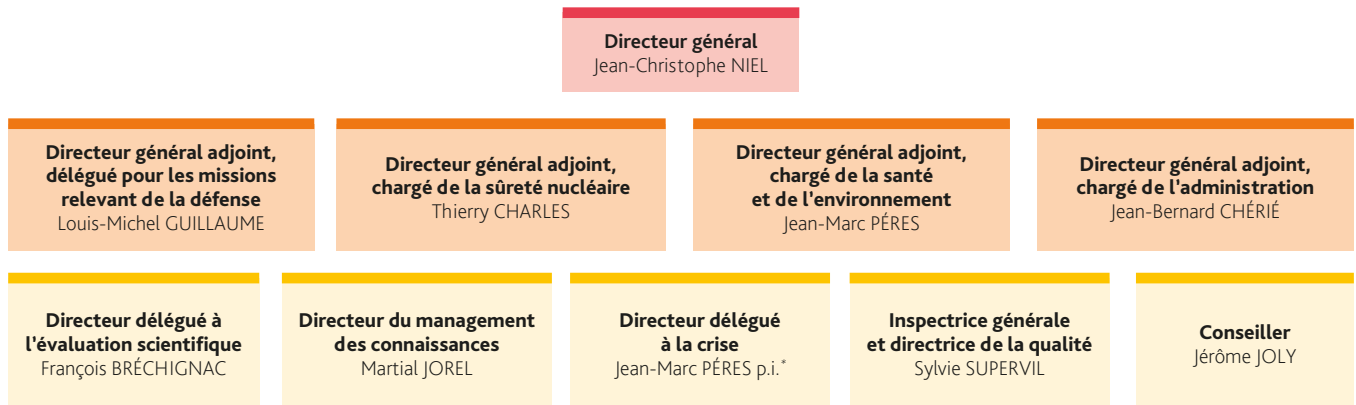 Directeur général
Jean-Christophe NIEL
Directeur général adjoint,
délégué pour les missions
relevant de la défense
Louis-Michel GUILLAUME
Directeur général adjoint,
chargé de la sûreté nucléaire
Thierry CHARLES
Directeur général adjoint,
chargé de la santé
et de l'environnement
Jean-Marc PÉRES
Directeur général adjoint,
chargé de l'administration
Jean-Bernard CHÉRIÉ
Directeur délégué à
l'évaluation scientifique
François BRÉCHIGNAC
Directeur du management
des connaissances
Martial JOREL
Directeur délégué
à la crise
Jean-Marc PÉRES p.i.*
Inspectrice générale
et directrice de la qualité
Sylvie SUPERVIL
Conseiller
Jérôme JOLY